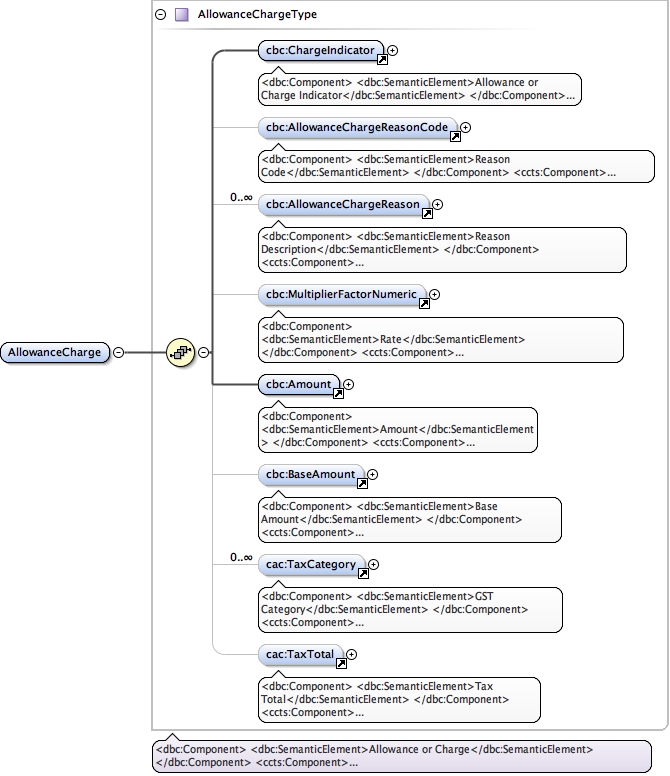 AllowanceChargeType
cbc:ChargeIndicator
<dbc:Component> <dbc:SemanticElement>Allowance or
Charge Indicator</dbc:SemanticElement> </dbc:Component>...
cbc:AllowanceChargeReasonCode
<dbc:Component> <dbc:SemanticElement>Reason
Code</dbc:SemanticElement> </dbc:Component> <ccts:Component>...
0..∞
cbc:AllowanceChargeReason
<dbc:Component> <dbc:SemanticElement>Reason
Description</dbc:SemanticElement> </dbc:Component>
<ccts:Component>...
cbc:MultiplierFactorNumeric
<dbc:Component>
<dbc:SemanticElement>Rate</dbc:SemanticElement>
</dbc:Component> <ccts:Component>...
AllowanceCharge
cbc:Amount
<dbc:Component>
<dbc:SemanticElement>Amount</dbc:SemanticElement
> </dbc:Component> <ccts:Component>...
cbc:BaseAmount
<dbc:Component> <dbc:SemanticElement>Base
Amount</dbc:SemanticElement> </dbc:Component>
<ccts:Component>...
0..∞
cac:TaxCategory
<dbc:Component> <dbc:SemanticElement>GST
Category</dbc:SemanticElement> </dbc:Component>
<ccts:Component>...
cac:TaxTotal
<dbc:Component> <dbc:SemanticElement>Tax
Total</dbc:SemanticElement> </dbc:Component>
<ccts:Component>...
<dbc:Component> <dbc:SemanticElement>Allowance or Charge</dbc:SemanticElement>
</dbc:Component> <ccts:Component>...